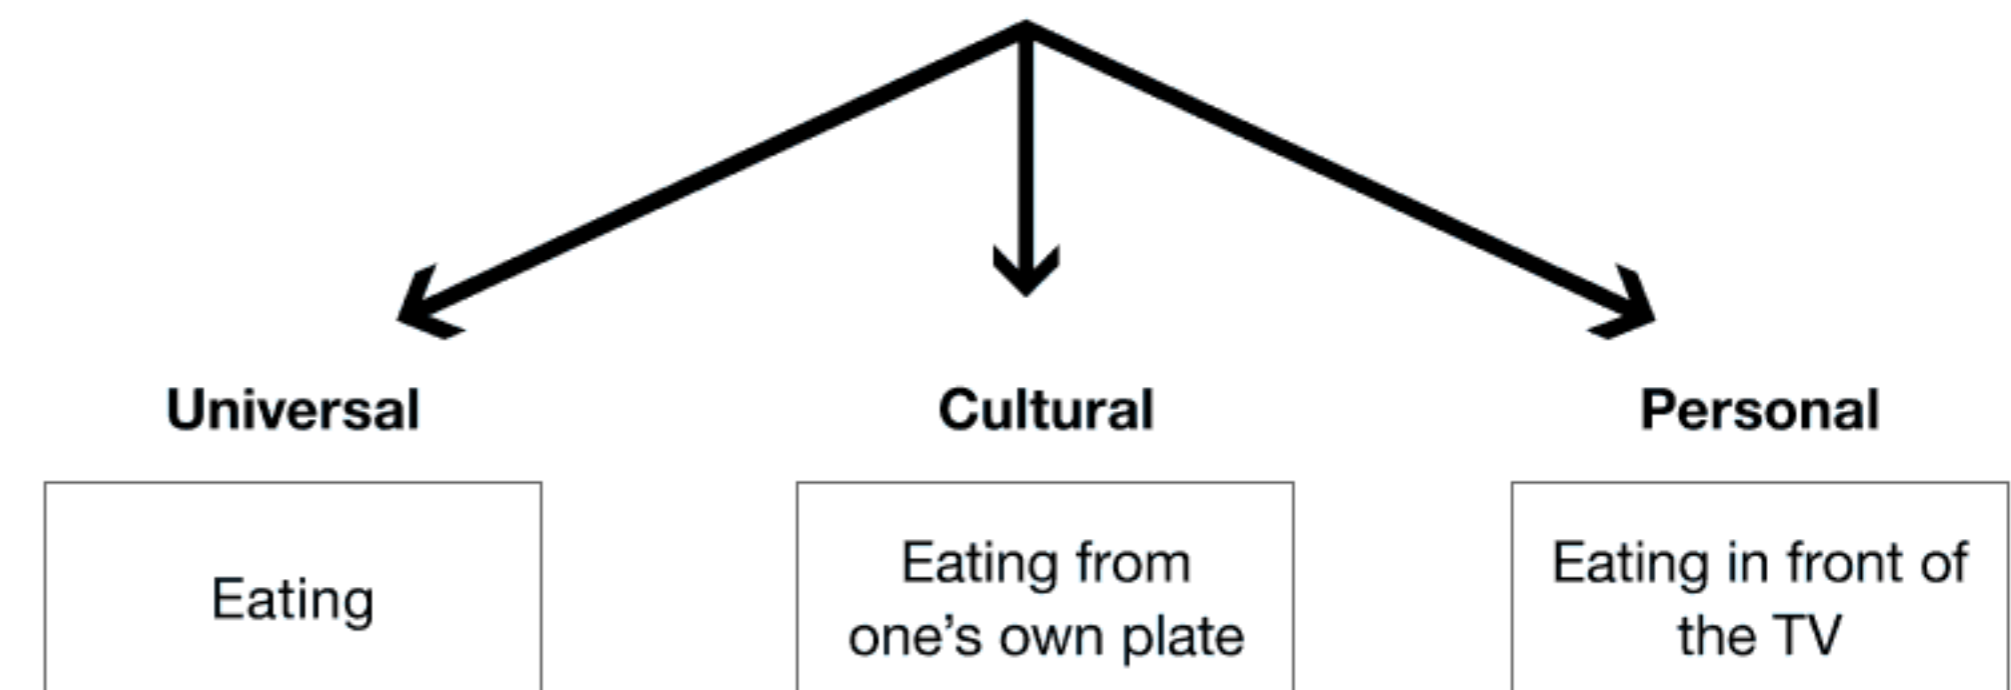 Universal
Cultural
Personal
Eating
Eating from
one’s own plate
Eating in front of
the TV